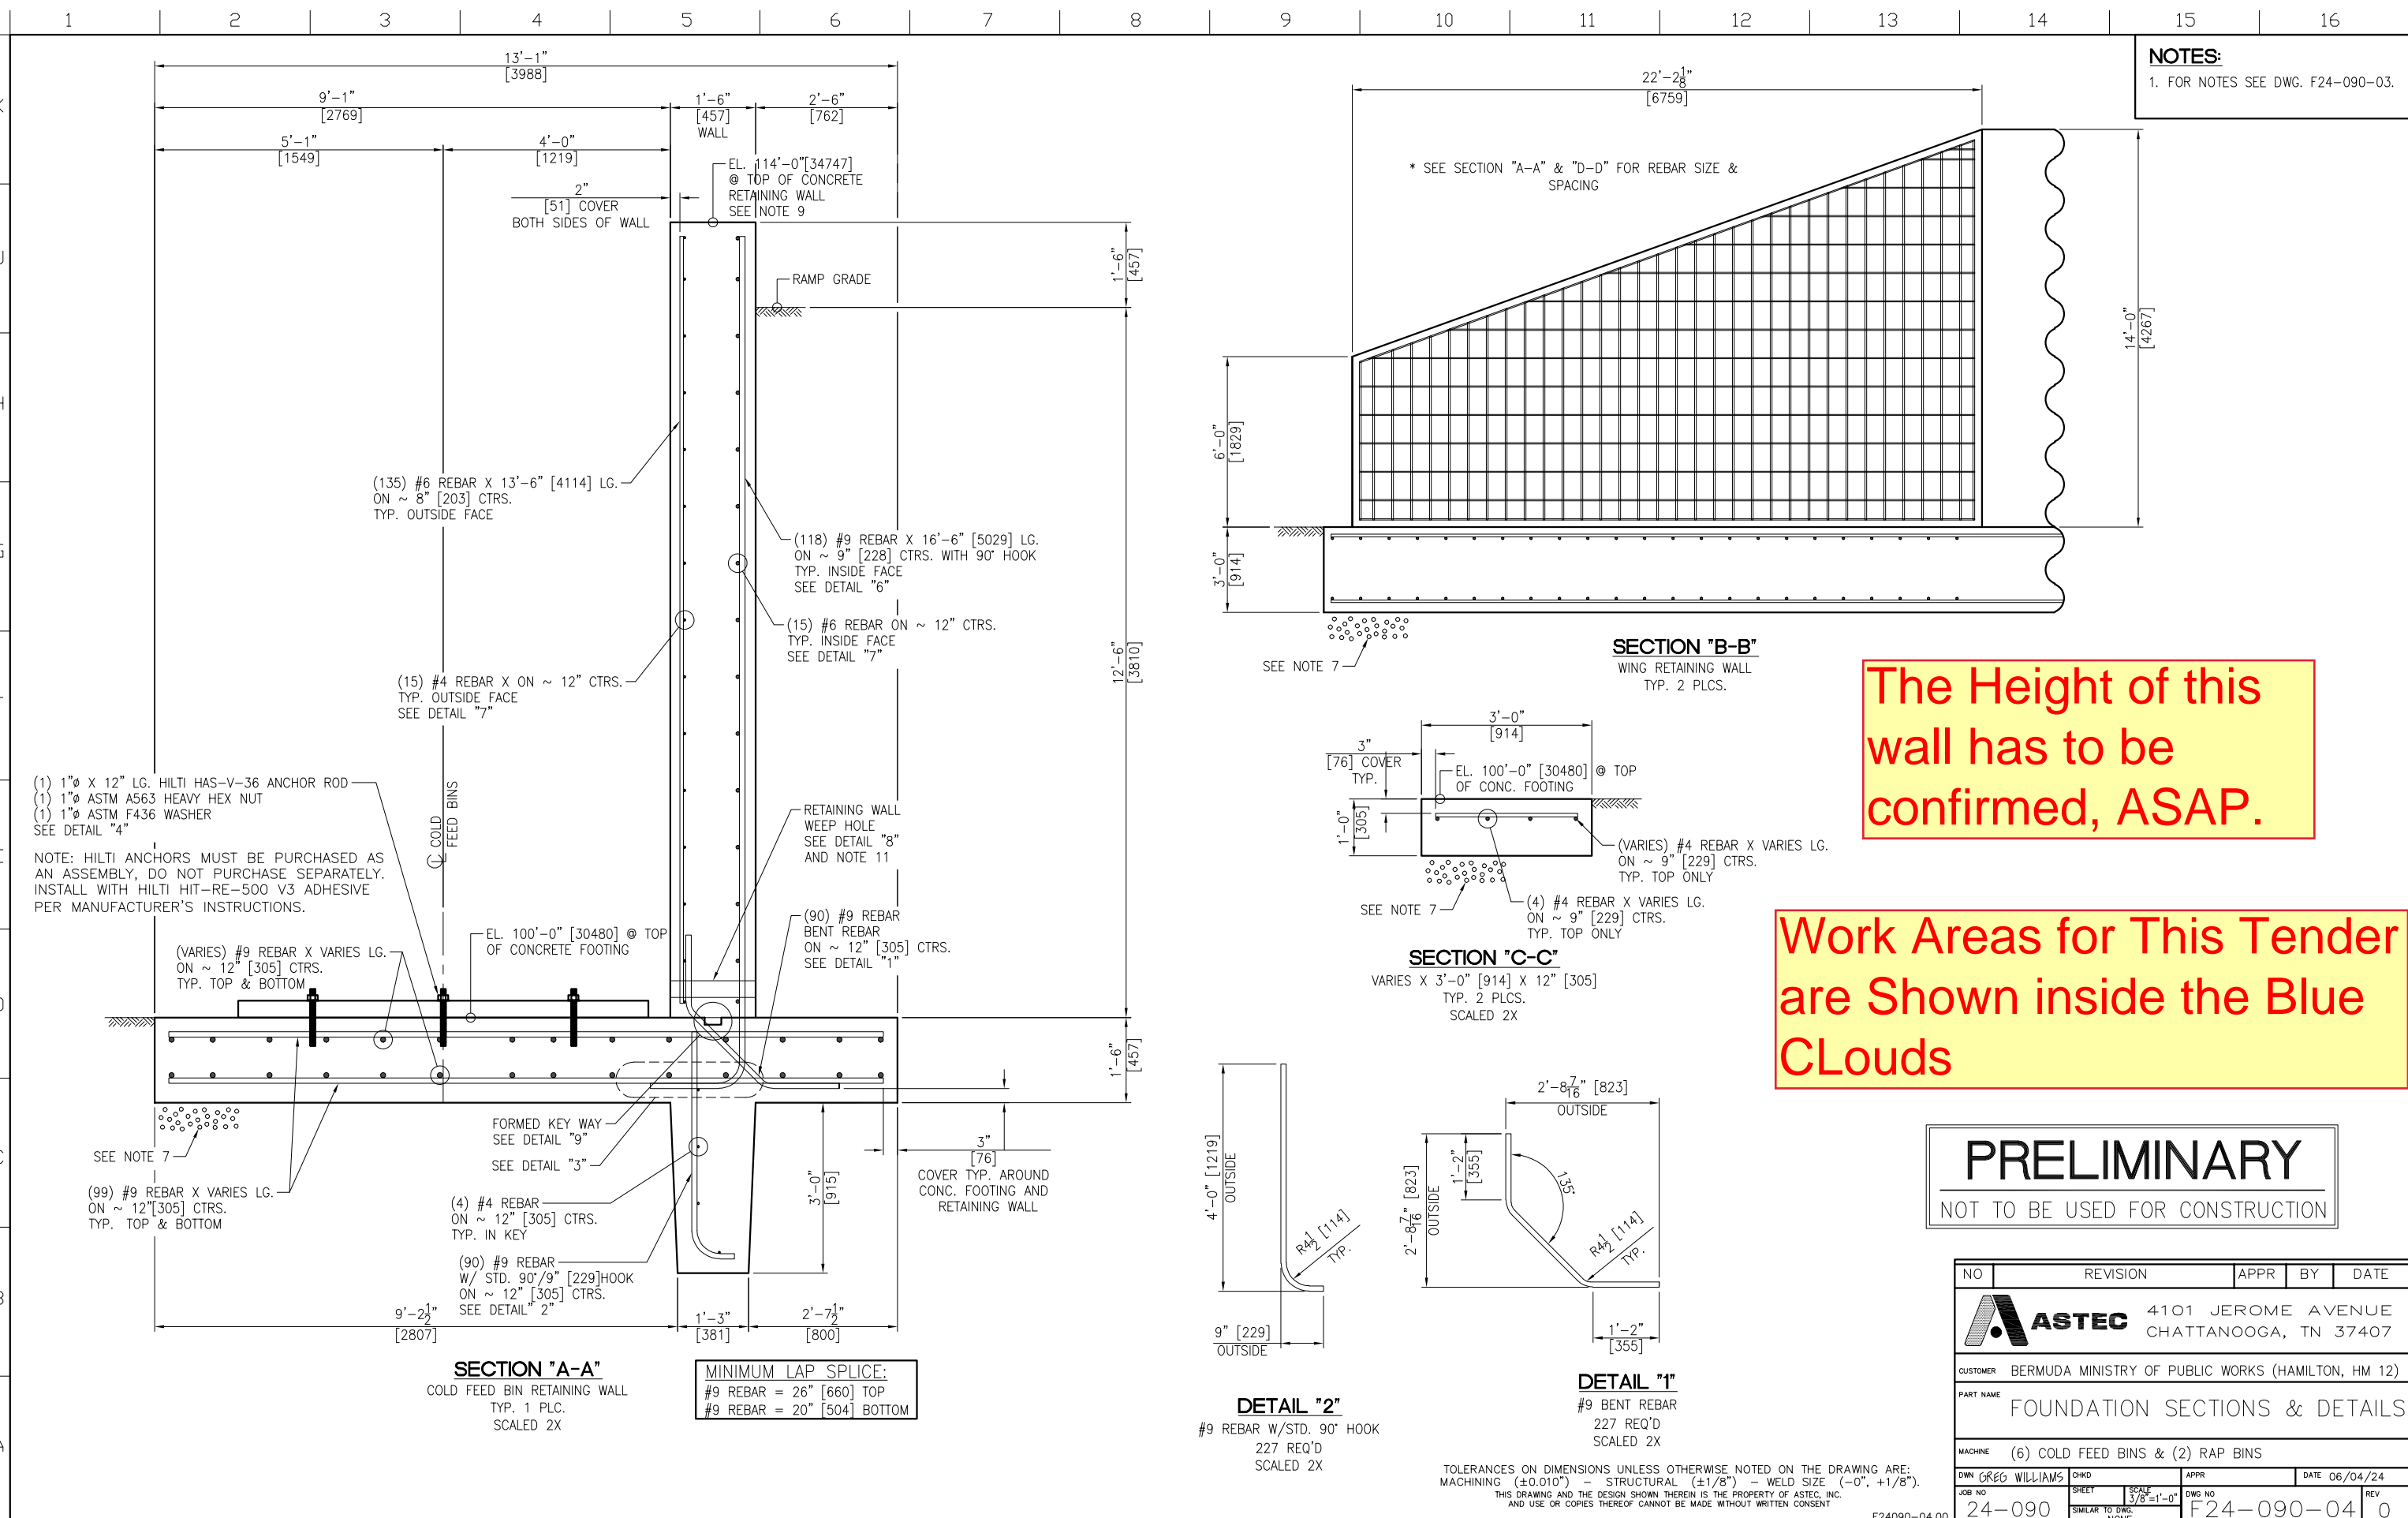 1 2 3 4 5 6 7 8 9 10 11 12 13 14 15 16
NOTES:
1. FOR NOTES SEE DWG. F24-090-03.
13'-1"
[3988]
9'-1"
[2769]
1'-6"
[457]
WALL
2'-6"
[762]
5'-1"
[1549]
4'-0"
[1219]
2"
[51] COVER
BOTH SIDES OF WALL
EL. 114'-0"[34747]
@ TOP OF CONCRETE
RETAINING WALL
SEE NOTE 9
RAMP GRADE
1'-6"
[457]
12'-6"
[3810]
1'-6"
[457]
(135) #6 REBAR X 13'-6" [4114] LG.
ON ~ 8" [203] CTRS.
TYP. OUTSIDE FACE
(118) #9 REBAR X 16'-6" [5029] LG.
ON ~ 9" [228] CTRS. WITH 90° HOOK
TYP. INSIDE FACE
SEE DETAIL "6"
(15) #6 REBAR ON ~ 12" CTRS.
TYP. INSIDE FACE
SEE DETAIL "7"
(15) #4 REBAR X ON ~ 12" CTRS.
TYP. OUTSIDE FACE
SEE DETAIL "7"
(1) 1"ø X 12" LG. HILTI HAS-V-36 ANCHOR ROD
(1) 1"ø ASTM A563 HEAVY HEX NUT
(1) 1"ø ASTM F436 WASHER
SEE DETAIL "4"
NOTE: HILTI ANCHORS MUST BE PURCHASED AS
AN ASSEMBLY, DO NOT PURCHASE SEPARATELY.
INSTALL WITH HILTI HIT-RE-500 V3 ADHESIVE
PER MANUFACTURER'S INSTRUCTIONS.
COLD
FEED BINS
RETAINING WALL
WEEP HOLE
SEE DETAIL "8"
AND NOTE 11
(90) #9 REBAR
BENT REBAR
ON ~ 12" [305] CTRS.
SEE DETAIL "1"
EL. 100'-0" [30480] @ TOP
OF CONCRETE FOOTING
(VARIES) #9 REBAR X VARIES LG.
ON ~ 12" [305] CTRS.
TYP. TOP & BOTTOM
SEE NOTE 7
(99) #9 REBAR X VARIES LG.
ON ~ 12"[305] CTRS.
TYP. TOP & BOTTOM
FORMED KEY WAY
SEE DETAIL "9"
SEE DETAIL "3"
(4) #4 REBAR
ON ~ 12" [305] CTRS.
TYP. IN KEY
(90) #9 REBAR
W/ STD. 90°/9" [229]HOOK
ON ~ 12" [305] CTRS.
SEE DETAIL" 2"
3'-0"
[915]
3"
[76]
COVER TYP. AROUND
CONC. FOOTING AND
RETAINING WALL
9'-2½"
[2807]
1'-3"
[381]
2'-7½"
[800]
SECTION "A-A"
COLD FEED BIN RETAINING WALL
TYP. 1 PLC.
SCALED 2X
MINIMUM LAP SPLICE:
#9 REBAR = 26" [660] TOP
#9 REBAR = 20" [504] BOTTOM
22'-2⅛"
[6759]
* SEE SECTION "A-A" & "D-D" FOR REBAR SIZE &
SPACING
14'-0"
[4267]
6'-0"
[1829]
3'-0"
[914]
SEE NOTE 7
SECTION "B-B"
WING RETAINING WALL
TYP. 2 PLCS.
The Height of this
wall has to be
confirmed, ASAP.
3'-0"
[914]
3"
[76] COVER
TYP.
EL. 100'-0" [30480] @ TOP
OF CONC. FOOTING
1'-0"
[305]
(VARIES) #4 REBAR X VARIES LG.
ON ~ 9" [229] CTRS.
TYP. TOP ONLY
SEE NOTE 7
(4) #4 REBAR X VARIES LG.
ON ~ 9" [229] CTRS.
TYP. TOP ONLY
SECTION "C-C"
VARIES X 3'-0" [914] X 12" [305]
TYP. 2 PLCS.
SCALED 2X
Work Areas for This Tender
are Shown inside the Blue
CLouds
4'-0" [1219]
OUTSIDE
R4½ [114]
TYP.
9" [229]
OUTSIDE
DETAIL "2"
#9 REBAR W/STD. 90° HOOK
227 REQ'D
SCALED 2X
2'-8 7/16" [823]
OUTSIDE
2'-8 7/16" [823]
OUTSIDE
1'-2"
[355]
135°
R4½ [114]
TYP.
1'-2"
[355]
DETAIL "1"
#9 BENT REBAR
227 REQ'D
SCALED 2X
PRELIMINARY
NOT TO BE USED FOR CONSTRUCTION
NO REVISION APPR BY DATE
ASTEC 4101 JEROME AVENUE
CHATTANOOGA, TN 37407
CUSTOMER BERMUDA MINISTRY OF PUBLIC WORKS (HAMILTON, HM 12)
PART NAME FOUNDATION SECTIONS & DETAILS
MACHINE (6) COLD FEED BINS & (2) RAP BINS
DWN GREG WILLIAMS CHKD APPR DATE 06/04/24
JOB NO 24-090 SHEET SCALE 3/8"=1'-0" DWG NO F24-090-04 REV 0
SIMILAR TO DWG. NONE
TOLERANCES ON DIMENSIONS UNLESS OTHERWISE NOTED ON THE DRAWING ARE:
MACHINING (±0.010") - STRUCTURAL (±1/8") - WELD SIZE (-0", +1/8").
THIS DRAWING AND THE DESIGN SHOWN THEREIN IS THE PROPERTY OF ASTEC, INC.
AND USE OR COPIES THEREOF CANNOT BE MADE WITHOUT WRITTEN CONSENT
F24090-04.00